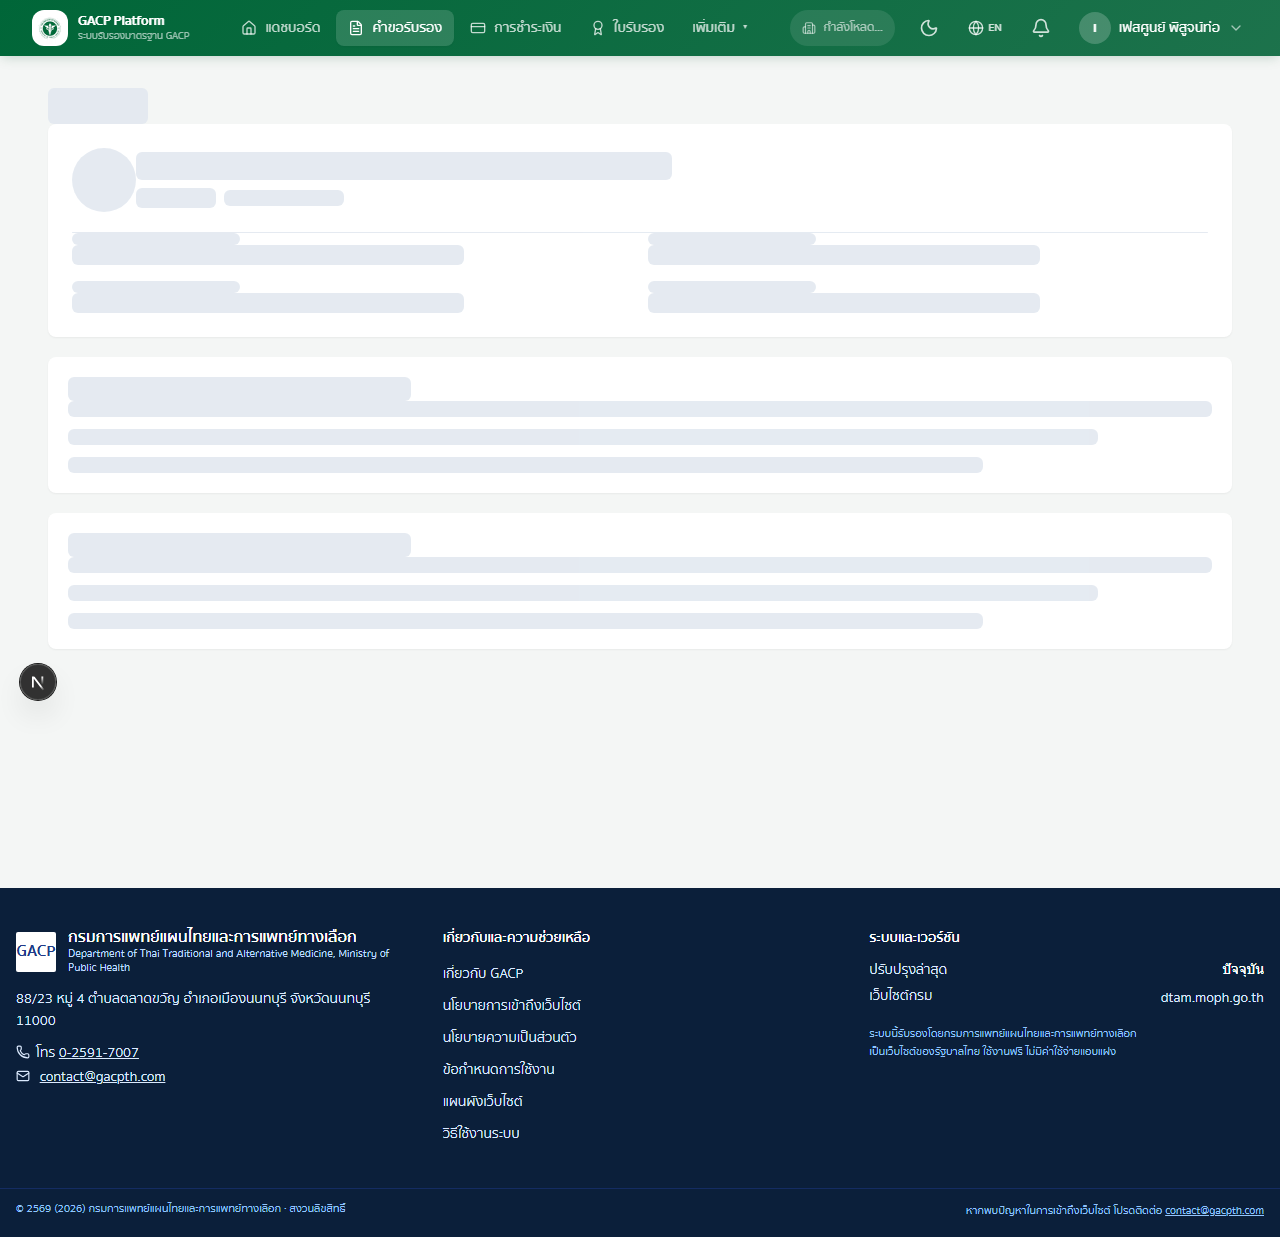 GACP Platform
ระบบรับรองมาตรฐาน GACP
แดชบอร์ด
คำขอรับรอง
การชำระเงิน
ใบรับรอง
เพิ่มเติม
กำลังโหลด...
EN
เฟสศูนย์ พิสูจน์ท่อ
N
GACP
กรมการแพทย์แผนไทยและการแพทย์ทางเลือก
Department of Thai Traditional and Alternative Medicine, Ministry of
Public Health
88/23 หมู่ 4 ตำบลตลาดขวัญ อำเภอเมืองนนทบุรี จังหวัดนนทบุรี
11000
โทร 0-2591-7007
contact@gacpth.com
เกี่ยวกับและความช่วยเหลือ
เกี่ยวกับ GACP
นโยบายการเข้าถึงเว็บไซต์
นโยบายความเป็นส่วนตัว
ข้อกำหนดการใช้งาน
แผนผังเว็บไซต์
วิธีใช้งานระบบ
ระบบและเวอร์ชัน
ปรับปรุงล่าสุด ปัจจุบัน
เว็บไซต์กรม dtam.moph.go.th
ระบบนี้รับรองโดยกรมการแพทย์แผนไทยและการแพทย์ทางเลือก
เป็นเว็บไซต์ของรัฐบาลไทย ใช้งานฟรี ไม่มีค่าใช้จ่ายแอบแฝง
© 2569 (2026) กรมการแพทย์แผนไทยและการแพทย์ทางเลือก · สงวนลิขสิทธิ์
หากพบปัญหาในการเข้าถึงเว็บไซต์ โปรดติดต่อ contact@gacpth.com